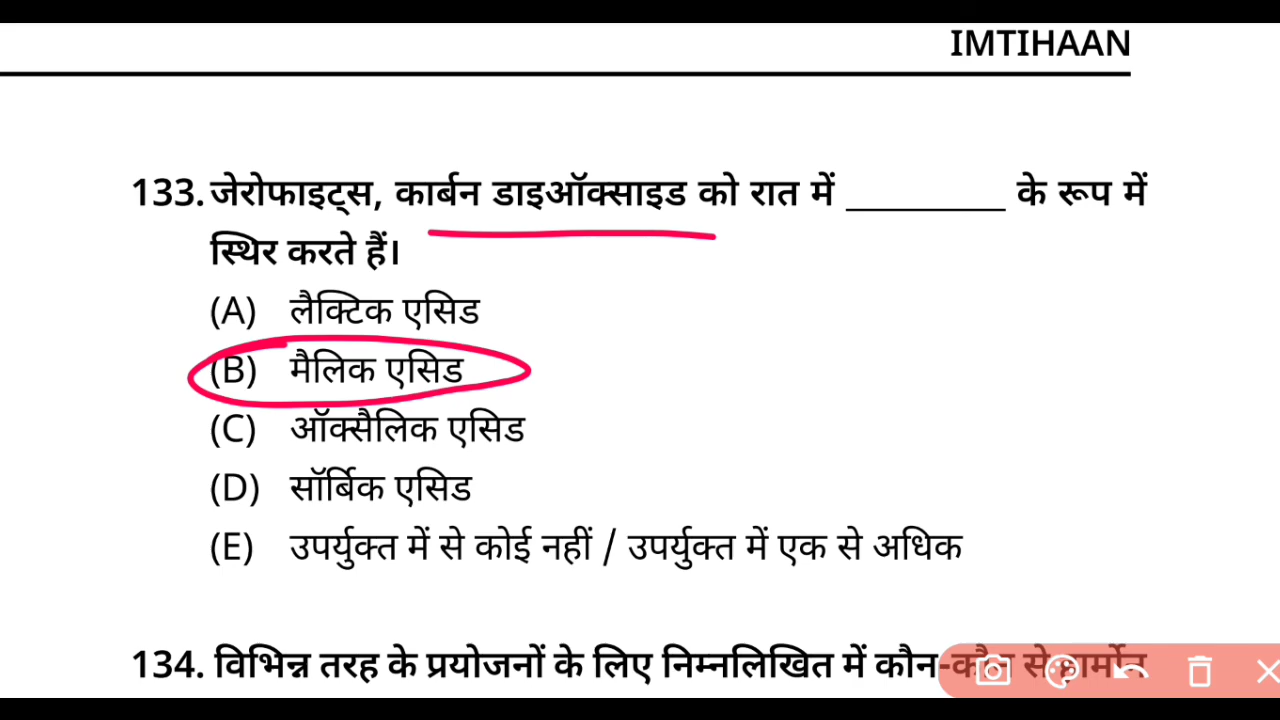 IMTIHAAN
133. जेरोफाइट्स, कार्बन डाइऑक्साइड को रात में _________ के रूप में
स्थिर करते हैं।
(A) लैक्टिक एसिड
(B) मैलिक एसिड
(C) ऑक्सैलिक एसिड
(D) सॉर्बिक एसिड
(E) उपर्युक्त में से कोई नहीं / उपर्युक्त में एक से अधिक
134. विभिन्न तरह के प्रयोजनों के लिए निम्नलिखित में कौन-कौन से हार्मोन